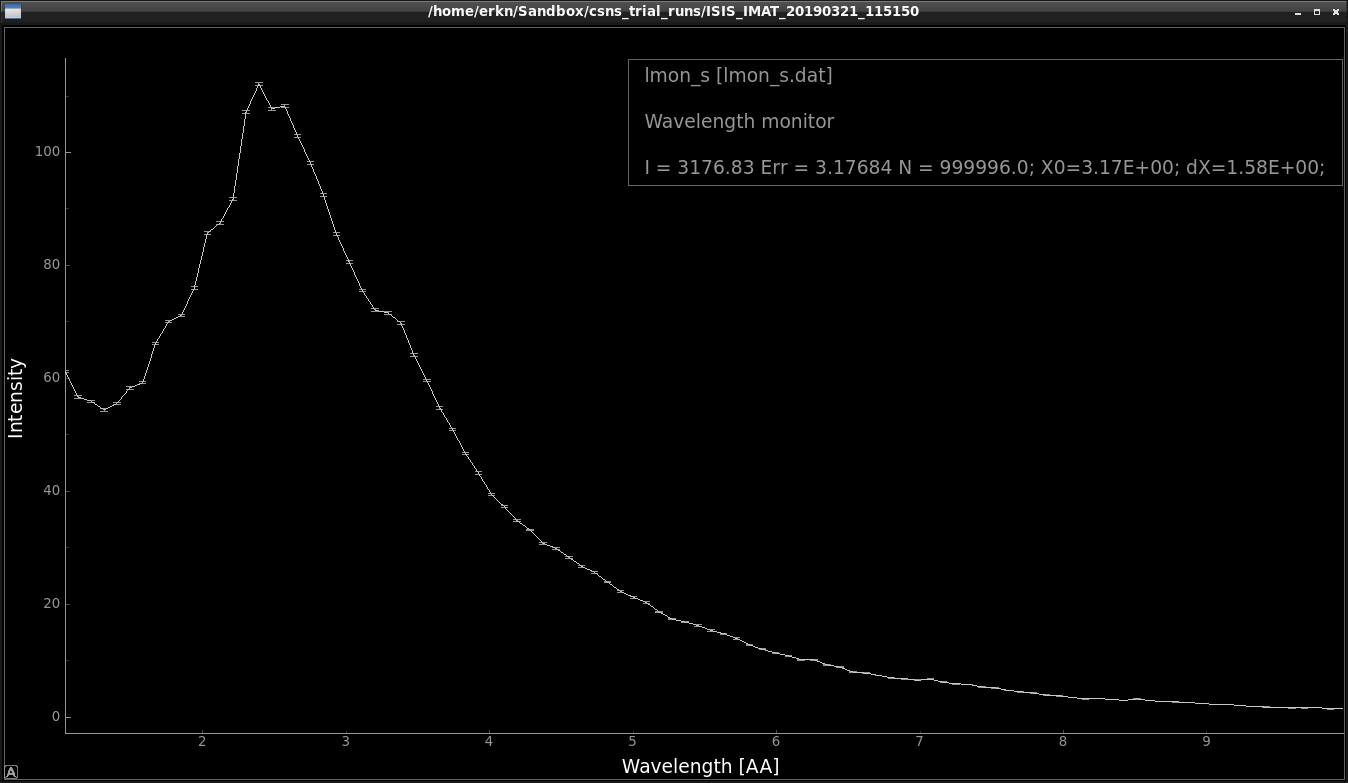 /home/erkn/Sandbox/csns_trial_runs/ISIS_IMAT_20190321_115150
lmon_s [lmon_s.dat]
Wavelength monitor
I = 3176.83 Err = 3.17684 N = 999996.0; X0=3.17E+00; dX=1.58E+00;
100
80
60
40
20
0
Intensity
2 3 4 5 6 7 8 9
Wavelength [AA]
A